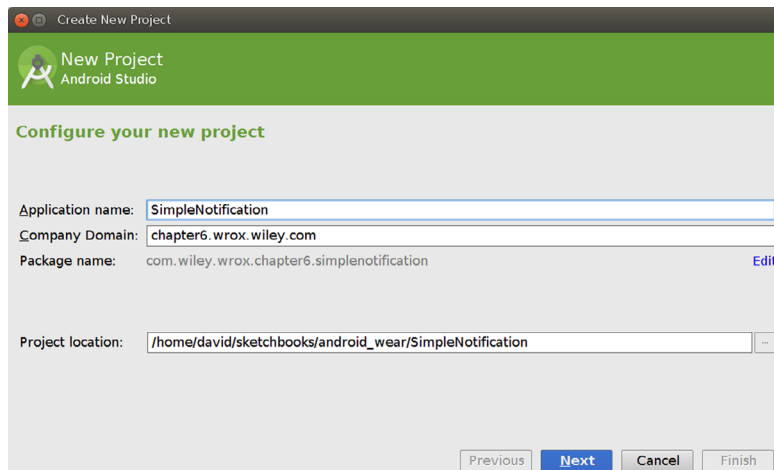 Create New Project
New Project
Android Studio
Configure your new project
Application name: SimpleNotification
Company Domain: chapter6.wrox.wiley.com
Package name: com.wiley.wrox.chapter6.simplenotification Edit
Project location: /home/david/sketchbooks/android_wear/SimpleNotification ...
Previous Next Cancel Finish